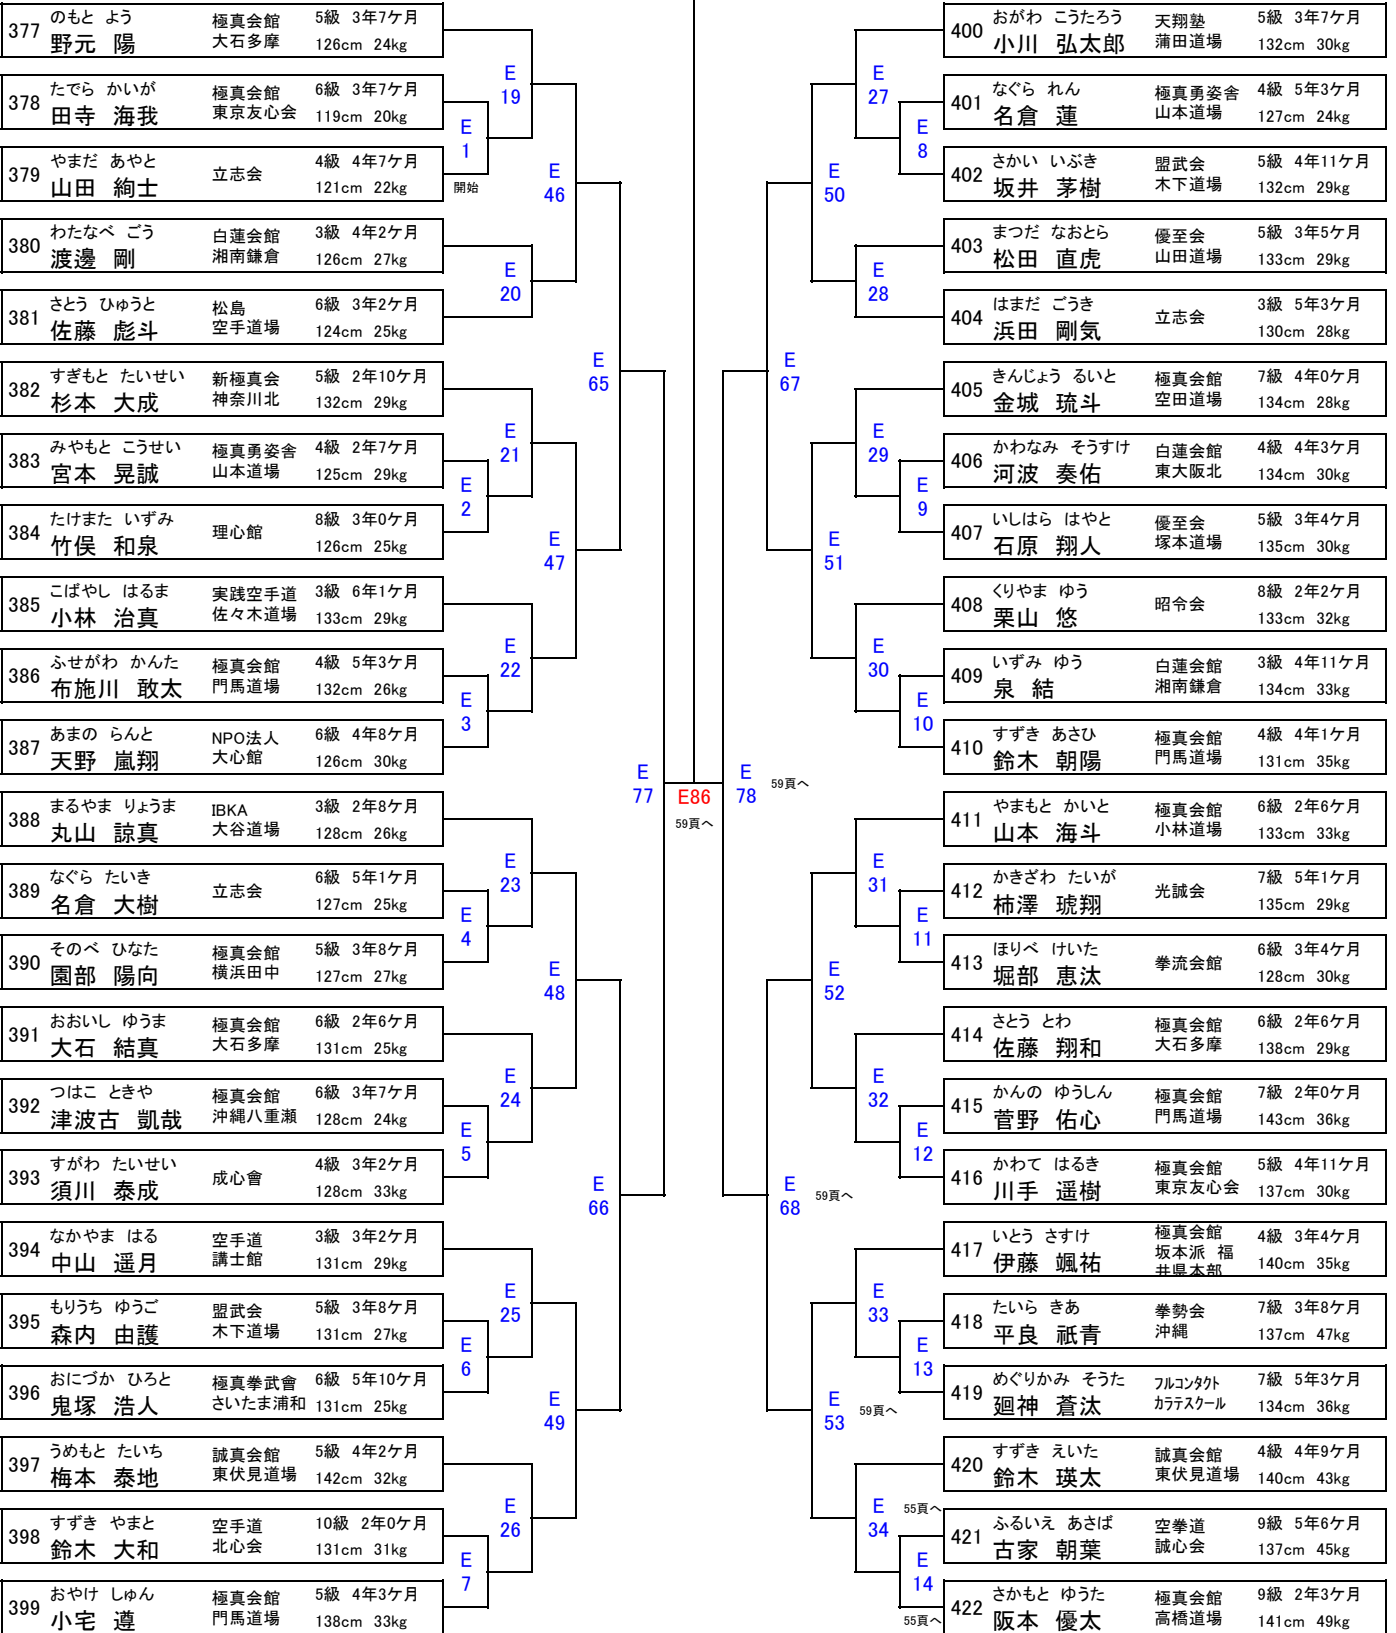 377 のもと よう 極真会館 5級 3年7ケ月
野元 陽 大石多摩 126cm 24kg
378 たでら かいが 極真会館 6級 3年7ケ月
田寺 海我 東京友心会 119cm 20kg
379 やまだ あやと 立志会 4級 4年7ケ月
山田 絢士 121cm 22kg
380 わたなべ ごう 白蓮会館 3級 4年2ケ月
渡邊 剛 湘南鎌倉 126cm 27kg
381 さとう ひゅうと 松島 6級 3年2ケ月
佐藤 彪斗 空手道場 124cm 25kg
382 すぎもと たいせい 新極真会 5級 2年10ケ月
杉本 大成 神奈川北 132cm 29kg
383 みやもと こうせい 極真勇姿舎 4級 2年7ケ月
宮本 晃誠 山本道場 125cm 29kg
384 たけまた いずみ 理心館 8級 3年0ケ月
竹俣 和泉 126cm 25kg
385 こばやし はるま 実践空手道 3級 6年1ケ月
小林 治真 佐々木道場 133cm 29kg
386 ふせがわ かんた 極真会館 4級 5年3ケ月
布施川 敢太 門馬道場 132cm 26kg
387 あまの らんと NPO法人 6級 4年8ケ月
天野 嵐翔 大心館 126cm 30kg
388 まるやま りょうま IBKA 3級 2年8ケ月
丸山 諒真 大谷道場 128cm 26kg
389 なぐら たいき 立志会 6級 5年1ケ月
名倉 大樹 127cm 25kg
390 そのべ ひなた 極真会館 5級 3年8ケ月
園部 陽向 横浜田中 127cm 27kg
391 おおいし ゆうま 極真会館 6級 2年6ケ月
大石 結真 大石多摩 131cm 25kg
392 つはこ ときや 極真会館 6級 3年7ケ月
津波古 凱哉 沖縄八重瀬 128cm 24kg
393 すがわ たいせい 成心會 4級 3年2ケ月
須川 泰成 128cm 33kg
394 なかやま はる 空手道 3級 3年2ケ月
中山 遥月 講士館 131cm 29kg
395 もりうち ゆうご 盟武会 5級 3年8ケ月
森内 由護 木下道場 131cm 27kg
396 おにづか ひろと 極真拳武會 6級 5年10ケ月
鬼塚 浩人 さいたま浦和 131cm 25kg
397 うめもと たいち 誠真会館 5級 4年2ケ月
梅本 泰地 東伏見道場 142cm 32kg
398 すずき やまと 空手道 10級 2年0ケ月
鈴木 大和 北心会 131cm 31kg
399 おやけ しゅん 極真会館 5級 4年3ケ月
小宅 遵 門馬道場 138cm 33kg
E 1
開始
E 2
E 3
E 4
E 5
E 6
E 7
E 19
E 20
E 21
E 22
E 23
E 24
E 25
E 26
E 46
E 47
E 48
E 49
E 65
E 66
E 77
E86
59頁へ
E 78 59頁へ
E 67
E 68 59頁へ
E 50
E 51
E 52
E 53 59頁へ
E 27
E 28
E 29
E 30
E 31
E 32
E 33
E 34 55頁へ
E 8
E 9
E 10
E 11
E 12
E 13
E 14
55頁へ
400 おがわ こうたろう 天翔塾 5級 3年7ケ月
小川 弘太郎 蒲田道場 132cm 30kg
401 なぐら れん 極真勇姿舎 4級 5年3ケ月
名倉 蓮 山本道場 127cm 24kg
402 さかい いぶき 盟武会 5級 4年11ケ月
坂井 茅樹 木下道場 132cm 29kg
403 まつだ なおとら 優至会 5級 3年5ケ月
松田 直虎 山田道場 133cm 29kg
404 はまだ ごうき 立志会 3級 5年3ケ月
浜田 剛気 130cm 28kg
405 きんじょう るいと 極真会館 7級 4年0ケ月
金城 琉斗 空田道場 134cm 28kg
406 かわなみ そうすけ 白蓮会館 4級 4年3ケ月
河波 奏佑 東大阪北 134cm 30kg
407 いしはら はやと 優至会 5級 3年4ケ月
石原 翔人 塚本道場 135cm 30kg
408 くりやま ゆう 昭令会 8級 2年2ケ月
栗山 悠 133cm 32kg
409 いずみ ゆう 白蓮会館 3級 4年11ケ月
泉 結 湘南鎌倉 134cm 33kg
410 すずき あさひ 極真会館 4級 4年1ケ月
鈴木 朝陽 門馬道場 131cm 35kg
411 やまもと かいと 極真会館 6級 2年6ケ月
山本 海斗 小林道場 133cm 33kg
412 かきざわ たいが 光誠会 7級 5年1ケ月
柿澤 琥翔 135cm 29kg
413 ほりべ けいた 拳流会館 6級 3年4ケ月
堀部 恵汰 128cm 30kg
414 さとう とわ 極真会館 6級 2年6ケ月
佐藤 翔和 大石多摩 138cm 29kg
415 かんの ゆうしん 極真会館 7級 2年0ケ月
菅野 佑心 門馬道場 143cm 36kg
416 かわて はるき 極真会館 5級 4年11ケ月
川手 遥樹 東京友心会 137cm 30kg
417 いとう さすけ 極真会館 坂本派 福井県本部 4級 3年4ケ月
伊藤 颯祐 140cm 35kg
418 たいら きあ 拳勢会 7級 3年8ケ月
平良 祇青 沖縄 137cm 47kg
419 めぐりかみ そうた フルコンタクト 7級 5年3ケ月
廻神 蒼汰 カラテスクール 134cm 36kg
420 すずき えいた 誠真会館 4級 4年9ケ月
鈴木 瑛太 東伏見道場 140cm 43kg
421 ふるいえ あさば 空拳道 9級 5年6ケ月
古家 朝葉 誠心会 137cm 45kg
422 さかもと ゆうた 極真会館 9級 2年3ケ月
阪本 優太 高橋道場 141cm 49kg